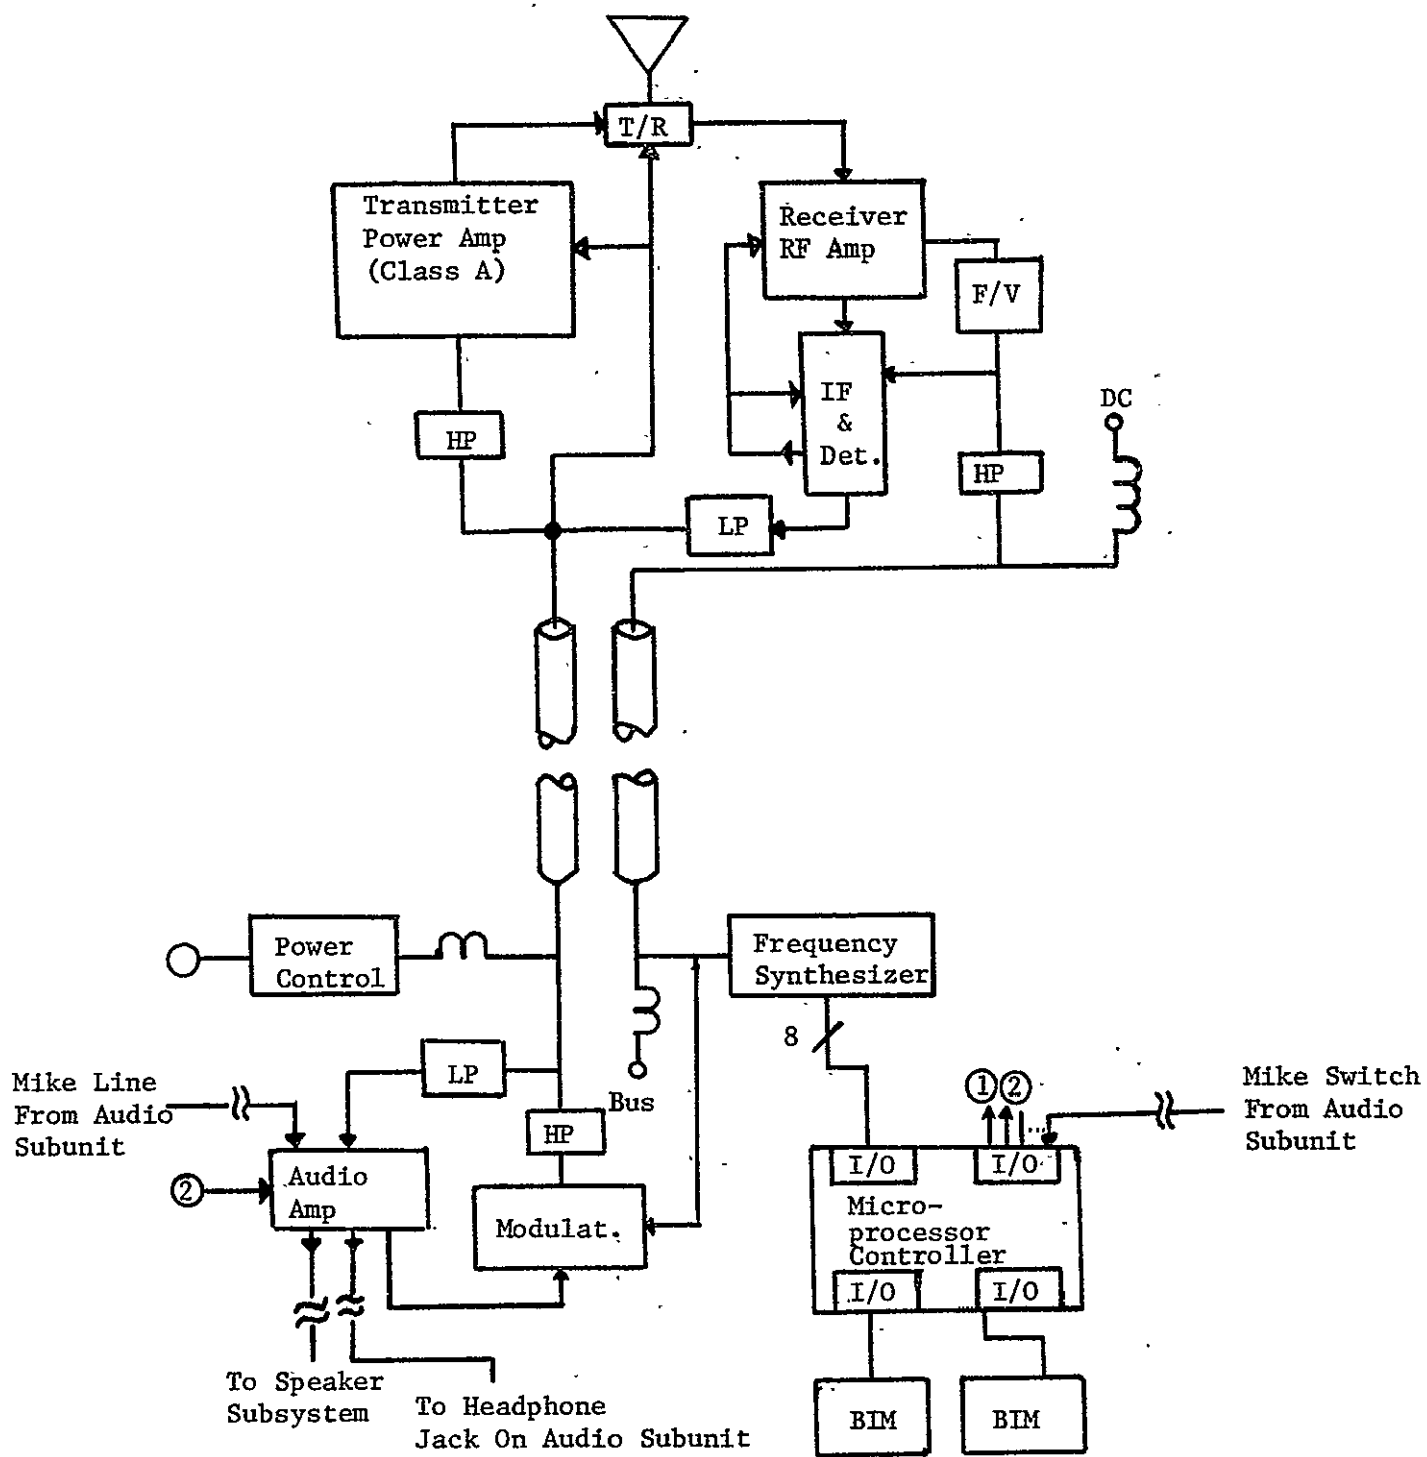 T/R
Transmitter
Power Amp
(Class A)
Receiver
RF Amp
F/V
IF
&
Det.
HP
DC
HP
LP
Power
Control
Frequency
Synthesizer
8
LP
Bus
Mike Line
From Audio
Subunit
1 2
...
Mike Switch
From Audio
Subunit
HP
I/O
I/O
2
Audio
Amp
Modulat.
Micro-
processor
Controller
I/O
I/O
To Speaker
Subsystem
To Headphone
Jack On Audio Subunit
BIM
BIM